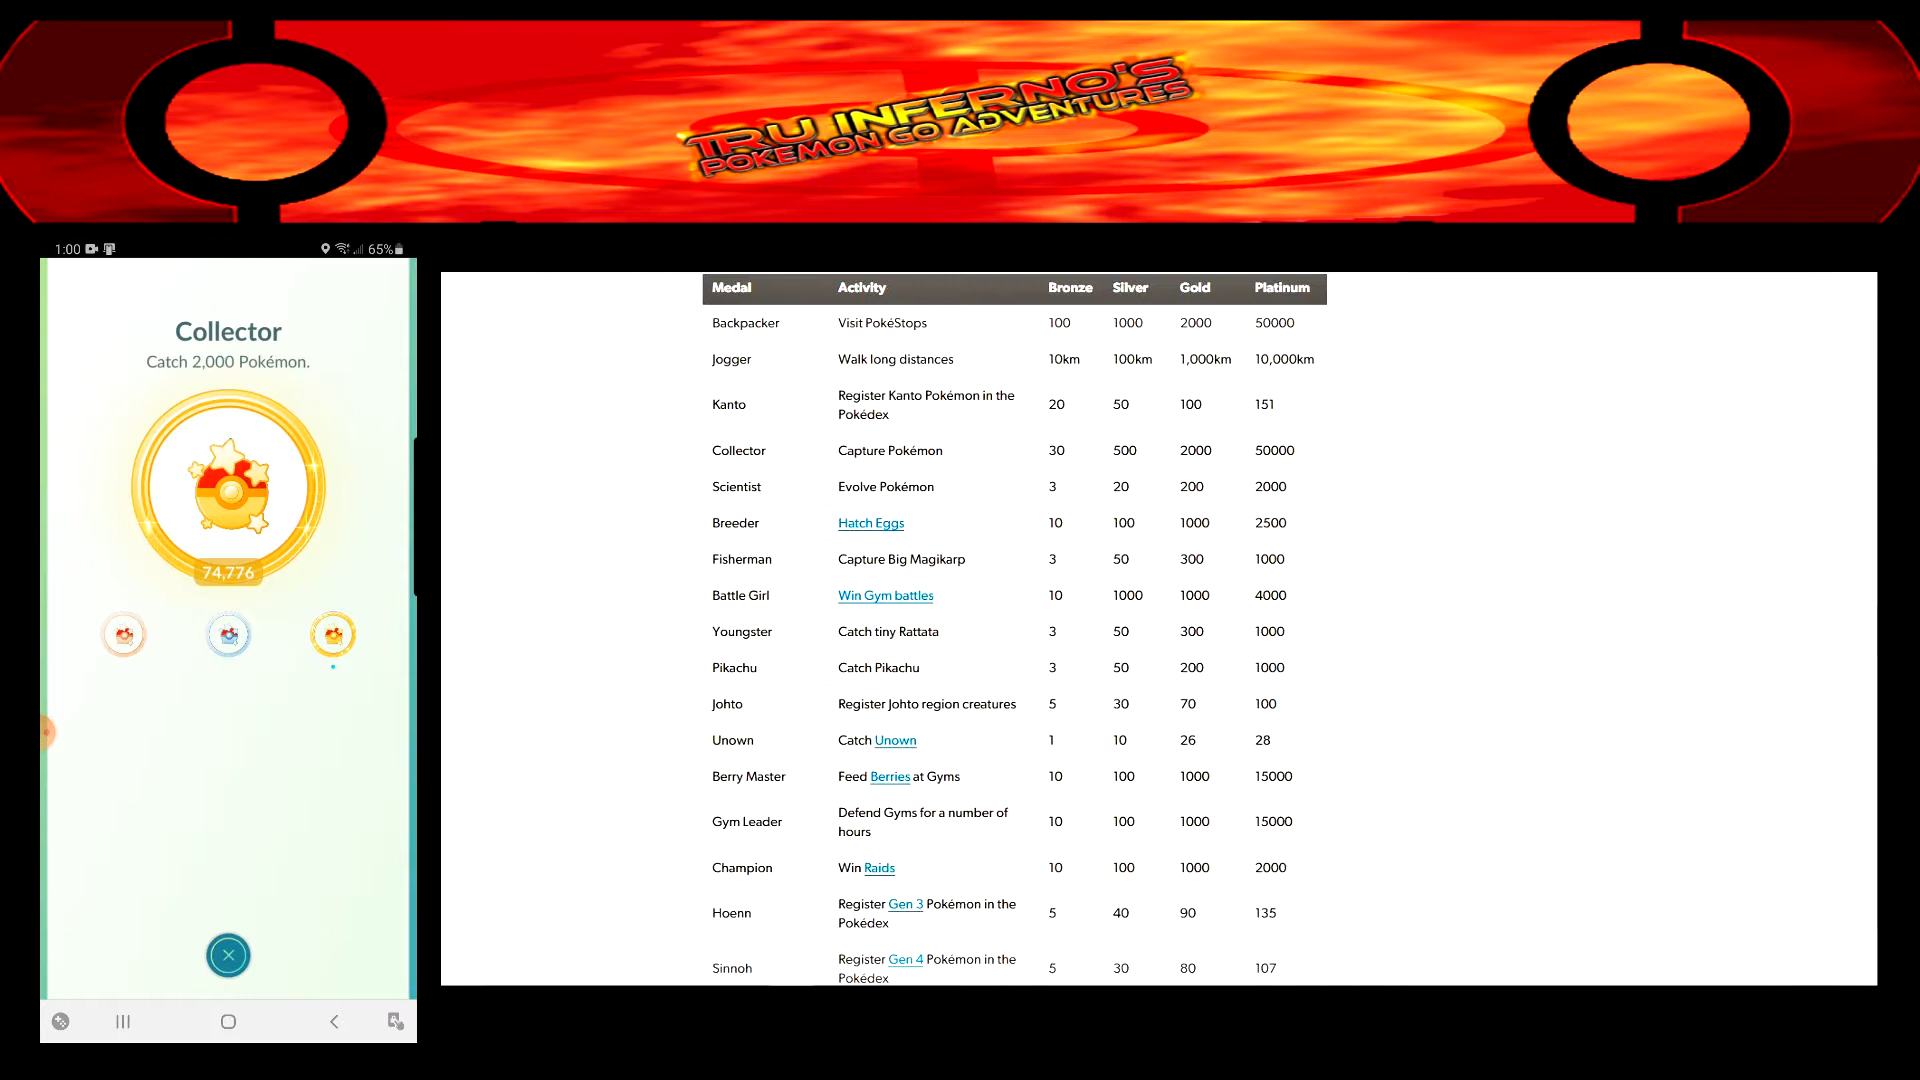 TRU INFERNO'S
POKEMON GO ADVENTURES
1:00
65%
Collector
Catch 2,000 Pokémon.
74,776
Medal Activity Bronze Silver Gold Platinum
Backpacker Visit PokéStops 100 1000 2000 50000
Jogger Walk long distances 10km 100km 1,000km 10,000km
Kanto Register Kanto Pokémon in the Pokédex 20 50 100 151
Collector Capture Pokémon 30 500 2000 50000
Scientist Evolve Pokémon 3 20 200 2000
Breeder Hatch Eggs 10 100 1000 2500
Fisherman Capture Big Magikarp 3 50 300 1000
Battle Girl Win Gym battles 10 1000 1000 4000
Youngster Catch tiny Rattata 3 50 300 1000
Pikachu Catch Pikachu 3 50 200 1000
Johto Register Johto region creatures 5 30 70 100
Unown Catch Unown 1 10 26 28
Berry Master Feed Berries at Gyms 10 100 1000 15000
Gym Leader Defend Gyms for a number of hours 10 100 1000 15000
Champion Win Raids 10 100 1000 2000
Hoenn Register Gen 3 Pokémon in the Pokédex 5 40 90 135
Sinnoh Register Gen 4 Pokémon in the Pokédex 5 30 80 107